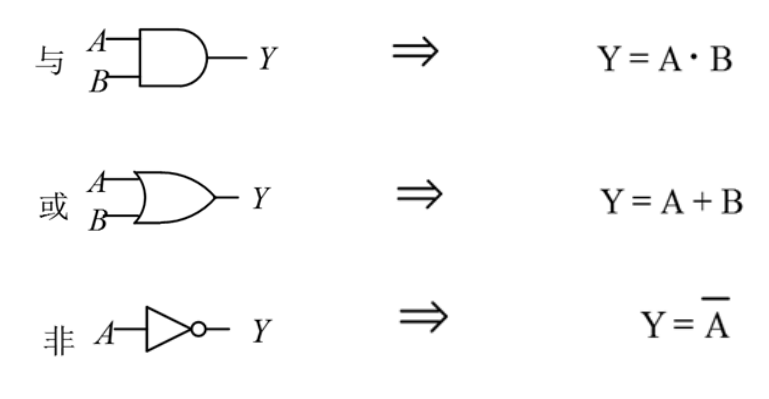 与 A B Y ⇒ Y = A · B
或 A B Y ⇒ Y = A + B
非 A Y ⇒ Y = A̅